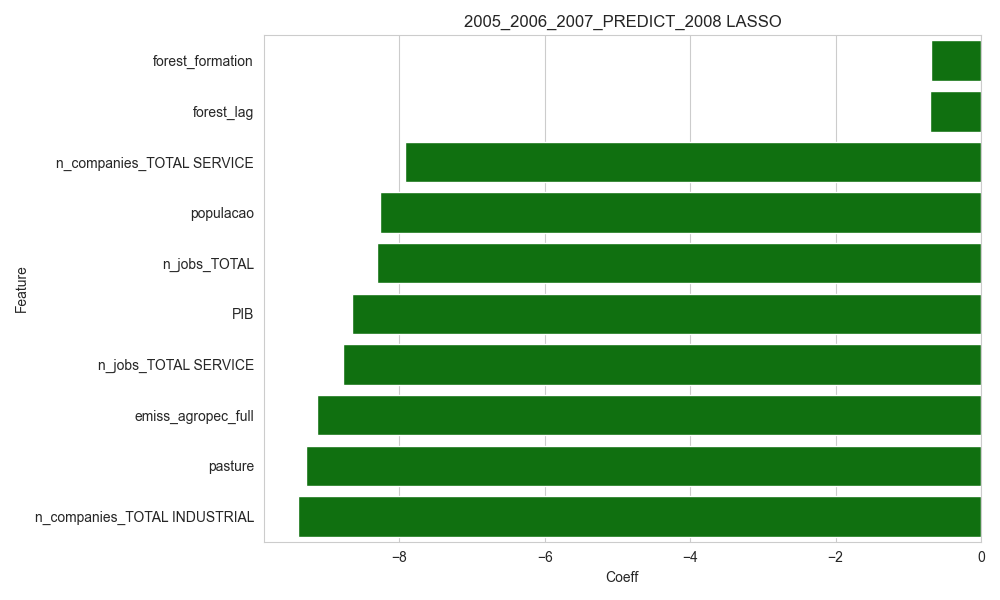 2005_2006_2007_PREDICT_2008 LASSO
forest_formation
forest_lag
n_companies_TOTAL SERVICE
populacao
n_jobs_TOTAL
PIB
n_jobs_TOTAL SERVICE
emiss_agropec_full
pasture
n_companies_TOTAL INDUSTRIAL
Feature
−8 −6 −4 −2 0
Coeff